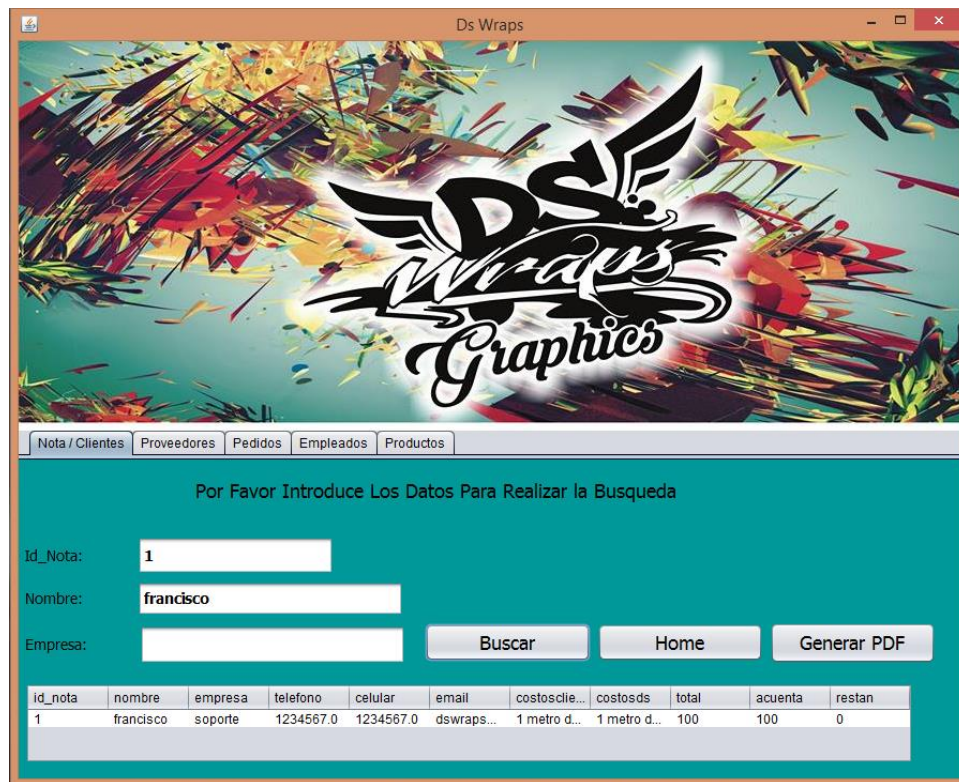 Ds Wraps
DS.
Wraps
Graphics
Nota / Clientes Proveedores Pedidos Empleados Productos
Por Favor Introduce Los Datos Para Realizar la Busqueda
Id_Nota: 1
Nombre: francisco
Empresa: Buscar Home Generar PDF
id_nota nombre empresa telefono celular email costosclie... costosds total acuenta restan
1 francisco soporte 1234567.0 1234567.0 dswraps... 1 metro d... 1 metro d... 100 100 0